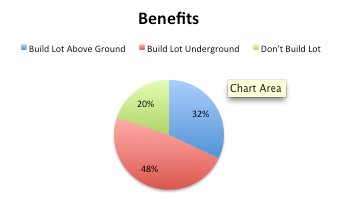 Benefits
Build Lot Above Ground Build Lot Underground Don't Build Lot
Chart Area
20%
32%
48%